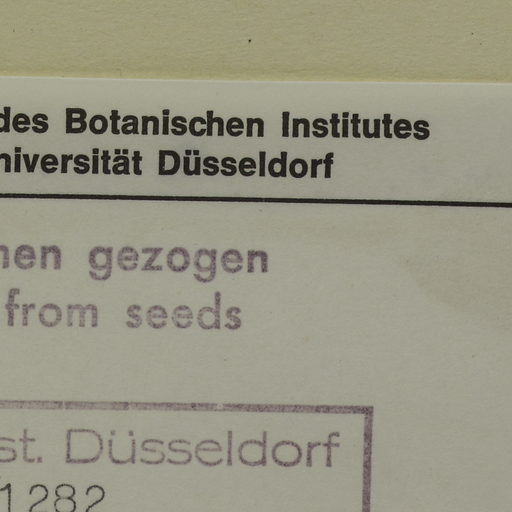 des Botanischen Institutes
niversität Düsseldorf
nen gezogen
from seeds
st. Düsseldorf
1282